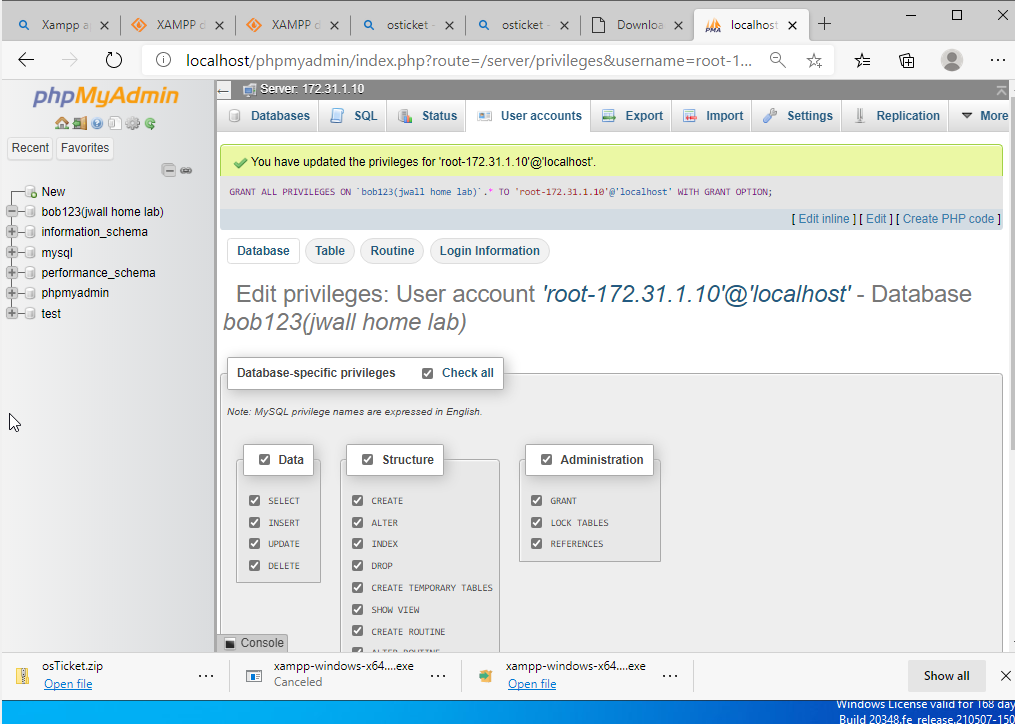 Xampp a
XAMPP d
XAMPP d
osticket -
osticket -
Downloa
localhost
localhost/phpmyadmin/index.php?route=/server/privileges&username=root-1...
phpMyAdmin
Recent
Favorites
New
bob123(jwall home lab)
information_schema
mysql
performance_schema
phpmyadmin
test
Server: 172.31.1.10
Databases
SQL
Status
User accounts
Export
Import
Settings
Replication
More
You have updated the privileges for 'root-172.31.1.10'@'localhost'.
GRANT ALL PRIVILEGES ON `bob123(jwall home lab)`.* TO 'root-172.31.1.10'@'localhost' WITH GRANT OPTION;
[ Edit inline ] [ Edit ] [ Create PHP code ]
Database
Table
Routine
Login Information
Edit privileges: User account 'root-172.31.1.10'@'localhost' - Database
bob123(jwall home lab)
Database-specific privileges
Check all
Note: MySQL privilege names are expressed in English.
Data
SELECT
INSERT
UPDATE
DELETE
Structure
CREATE
ALTER
INDEX
DROP
CREATE TEMPORARY TABLES
SHOW VIEW
CREATE ROUTINE
ALTER ROUTINE
Administration
GRANT
LOCK TABLES
REFERENCES
Console
osTicket.zip
Open file
xampp-windows-x64....exe
Canceled
xampp-windows-x64....exe
Open file
Show all
Windows License valid for 168 day
Build 20348.fe_release.210507-150